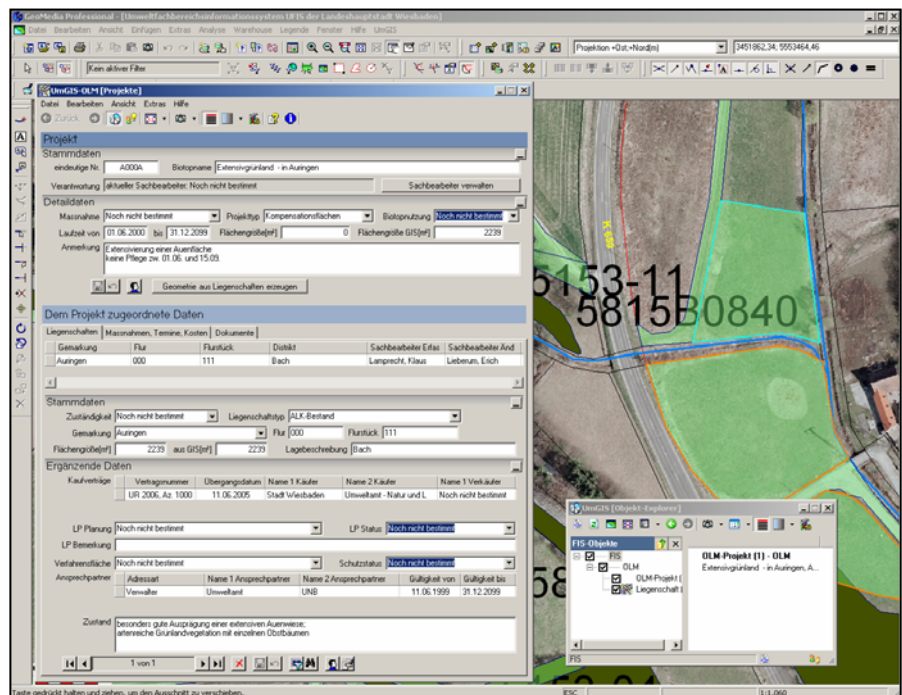 GeoMedia Professional - [Umweltfachbereichsinformationssystem UFIS der Landeshauptstadt Wiesbaden]
Datei Bearbeiten Ansicht Einfügen Extras Analyse Warehouse Legende Fenster Hilfe UmGIS
Projektion +Ost,+Nord(m) 3451862,34; 5553464,46
Kein aktiver Filter
UmGIS-OLM [Projekte]
Datei Bearbeiten Ansicht Extras Hilfe
Zurück
Projekt
Stammdaten
eindeutige Nr. A000A Biotopname Extensivgrünland - in Auringen
Verantwortung aktueller Sachbearbeiter: Noch nicht bestimmt Sachbearbeiter verwalten
Detaildaten
Massnahme Noch nicht bestimmt Projekttyp Kompensationsflächen Biotopnutzung Noch nicht bestimmt
Laufzeit von 01.06.2000 bis 31.12.2099 Flächengröße[m²] 0 Flächengröße GIS[m²] 2239
Anmerkung Extensivierung einer Auenfläche
keine Pflege zw. 01.06. und 15.09.
Geometrie aus Liegenschaften erzeugen
Dem Projekt zugeordnete Daten
Liegenschaften Massnahmen, Termine, Kosten Dokumente
Gemarkung Flur Flurstück Distrikt Sachbearbeiter Erfas Sachbearbeiter Änd
Auringen 000 111 Bach Lamprecht, Klaus Lieberum, Erich
Stammdaten
Zuständigkeit Noch nicht bestimmt Liegenschaftstyp ALK-Bestand
Gemarkung Auringen Flur 000 Flurstück 111
Flächengröße[m²] 2239 aus GIS[m²] 2239 Lagebeschreibung Bach
Ergänzende Daten
Kaufverträge Vertragsnummer Übergangsdatum Name 1 Käufer Name 2 Käufer Name 1 Verkäufer
UR 2006, Az. 1000 11.06.2005 Stadt Wiesbaden Umweltamt - Natur und L Noch nicht bestimmt
LP Planung Noch nicht bestimmt LP Status Noch nicht bestimmt
LP Bemerkung
Verfahrensfläche Noch nicht bestimmt Schutzstatus Noch nicht bestimmt
Ansprechpartner Adressart Name 1 Ansprechpartner Name 2 Ansprechpartner Gültigkeit von Gültigkeit bis
Verwalter Umweltamt UNB 11.06.1999 31.12.2099
Zustand besonders gute Ausprägung einer extensiven Auenwiese;
artenreiche Grünlandvegetation mit einzelnen Obstbäumen
1 von 1
K 659
5153-11
5815 0840
UmGIS [Objekt-Explorer]
FIS-Objekte
FIS
OLM
OLM-Projekt (
Liegenschaft (
OLM-Projekt (1) - OLM
Extensivgrünland - in Auringen, A...
FIS
Taste gedrückt halten und ziehen, um den Ausschnitt zu verschieben. ESC 1:1.060